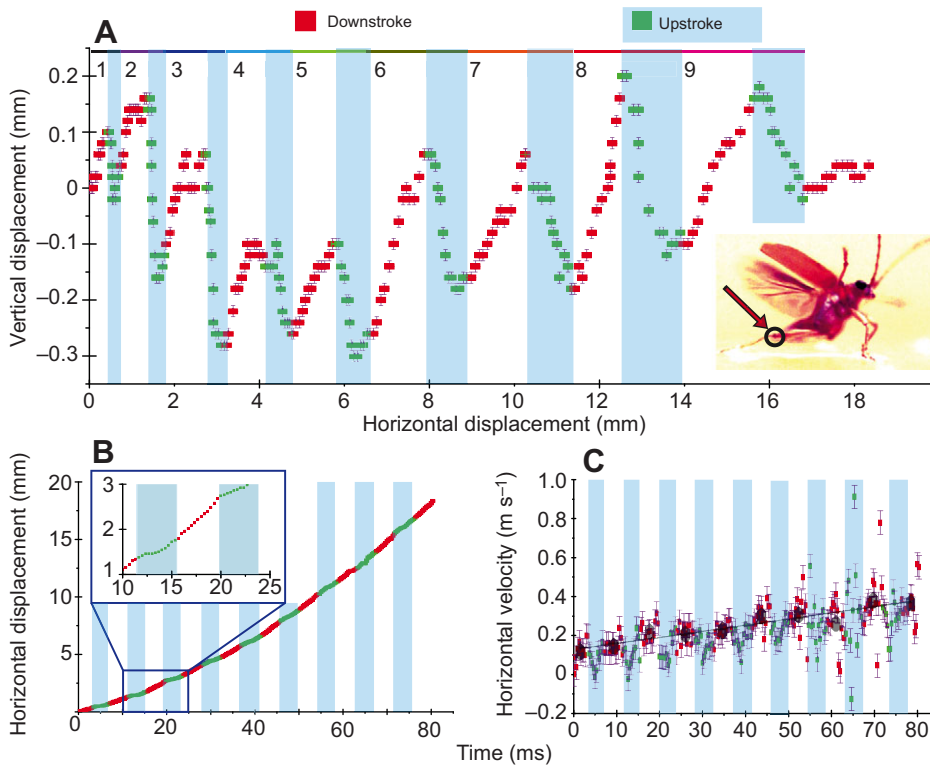 Downstroke
Upstroke
A
1 2 3 4 5 6 7 8 9
0.2
0.1
0
–0.1
–0.2
–0.3
Vertical displacement (mm)
0 2 4 6 8 10 12 14 16 18
Horizontal displacement (mm)
B
20
15
10
5
0
Horizontal displacement (mm)
3
2
1
10 15 20 25
0 20 40 60 80
C
1.0
0.8
0.6
0.4
0.2
0
–0.2
Horizontal velocity (m s–1)
0 10 20 30 40 50 60 70 80
Time (ms)